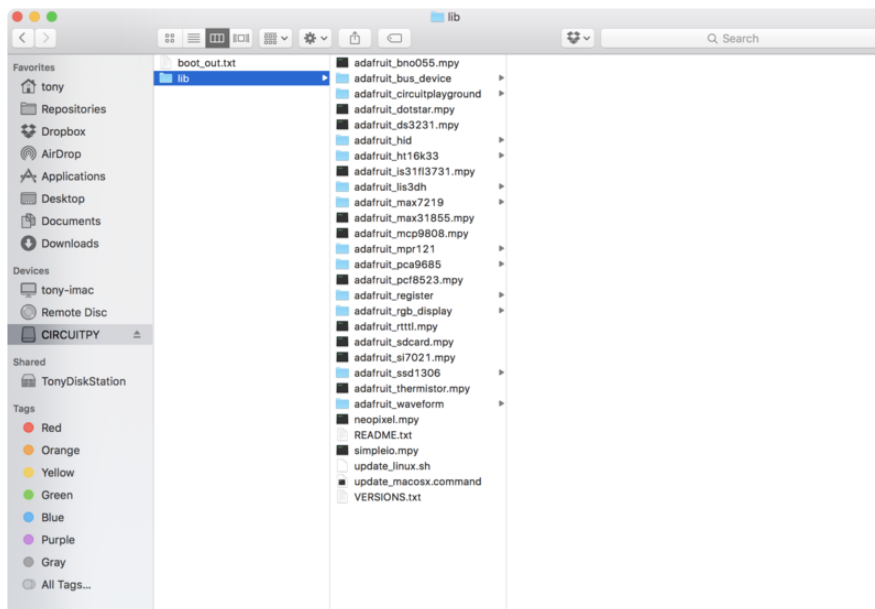 lib
Search
Favorites
tony
Repositories
Dropbox
AirDrop
Applications
Desktop
Documents
Downloads
Devices
tony-imac
Remote Disc
CIRCUITPY
Shared
TonyDiskStation
Tags
Red
Orange
Yellow
Green
Blue
Purple
Gray
All Tags...
boot_out.txt
lib
adafruit_bno055.mpy
adafruit_bus_device
adafruit_circuitplayground
adafruit_dotstar.mpy
adafruit_ds3231.mpy
adafruit_hid
adafruit_ht16k33
adafruit_is31fl3731.mpy
adafruit_lis3dh
adafruit_max7219
adafruit_max31855.mpy
adafruit_mcp9808.mpy
adafruit_mpr121
adafruit_pca9685
adafruit_pcf8523.mpy
adafruit_register
adafruit_rgb_display
adafruit_rtttl.mpy
adafruit_sdcard.mpy
adafruit_si7021.mpy
adafruit_ssd1306
adafruit_thermistor.mpy
adafruit_waveform
neopixel.mpy
README.txt
simpleio.mpy
update_linux.sh
update_macosx.command
VERSIONS.txt